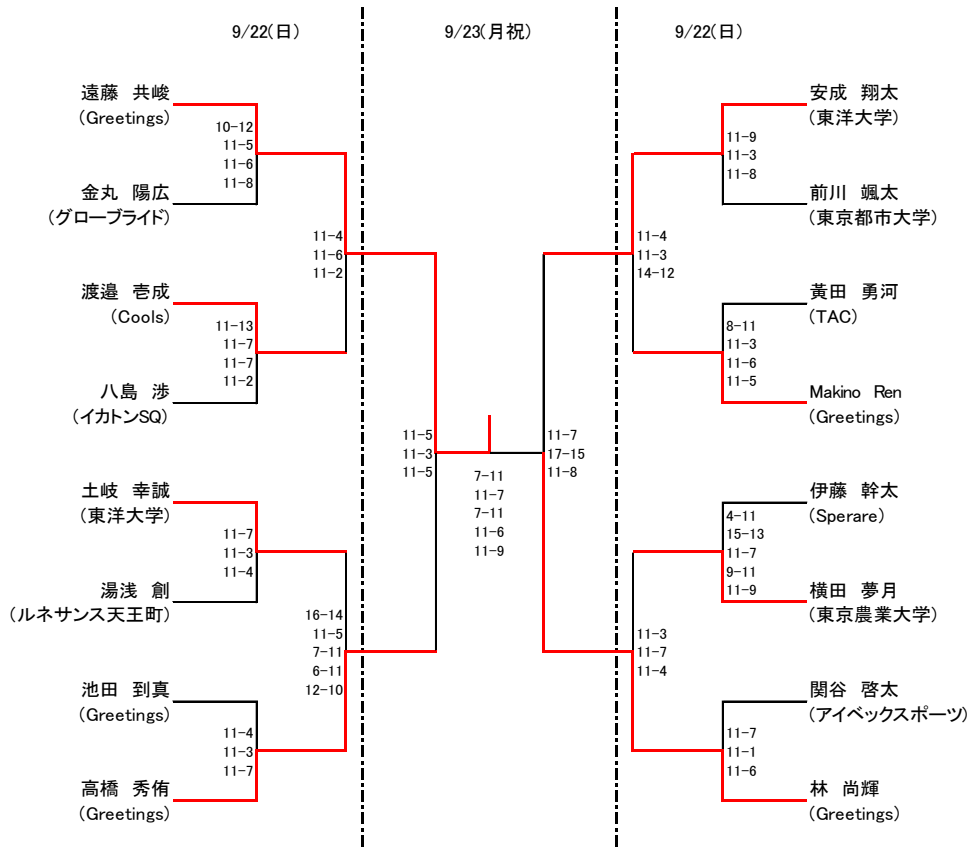 9/22(日)
9/23(月祝)
9/22(日)
遠藤 共峻
(Greetings)
10-12
11-5
11-6
11-8
金丸 陽広
(グローブライド)
11-4
11-6
11-2
渡邉 壱成
(Cools)
11-13
11-7
11-7
11-2
八島 渉
(イカトンSQ)
11-5
11-3
11-5
土岐 幸誠
(東洋大学)
11-7
11-3
11-4
湯浅 創
(ルネサンス天王町)
16-14
11-5
7-11
6-11
12-10
池田 到真
(Greetings)
11-4
11-3
11-7
高橋 秀侑
(Greetings)
7-11
11-7
7-11
11-6
11-9
安成 翔太
(東洋大学)
11-9
11-3
11-8
前川 颯太
(東京都市大学)
11-4
11-3
14-12
黃田 勇河
(TAC)
8-11
11-3
11-6
11-5
Makino Ren
(Greetings)
11-7
17-15
11-8
伊藤 幹太
(Sperare)
4-11
15-13
11-7
9-11
11-9
横田 夢月
(東京農業大学)
11-3
11-7
11-4
関谷 啓太
(アイベックスポーツ)
11-7
11-1
11-6
林 尚輝
(Greetings)